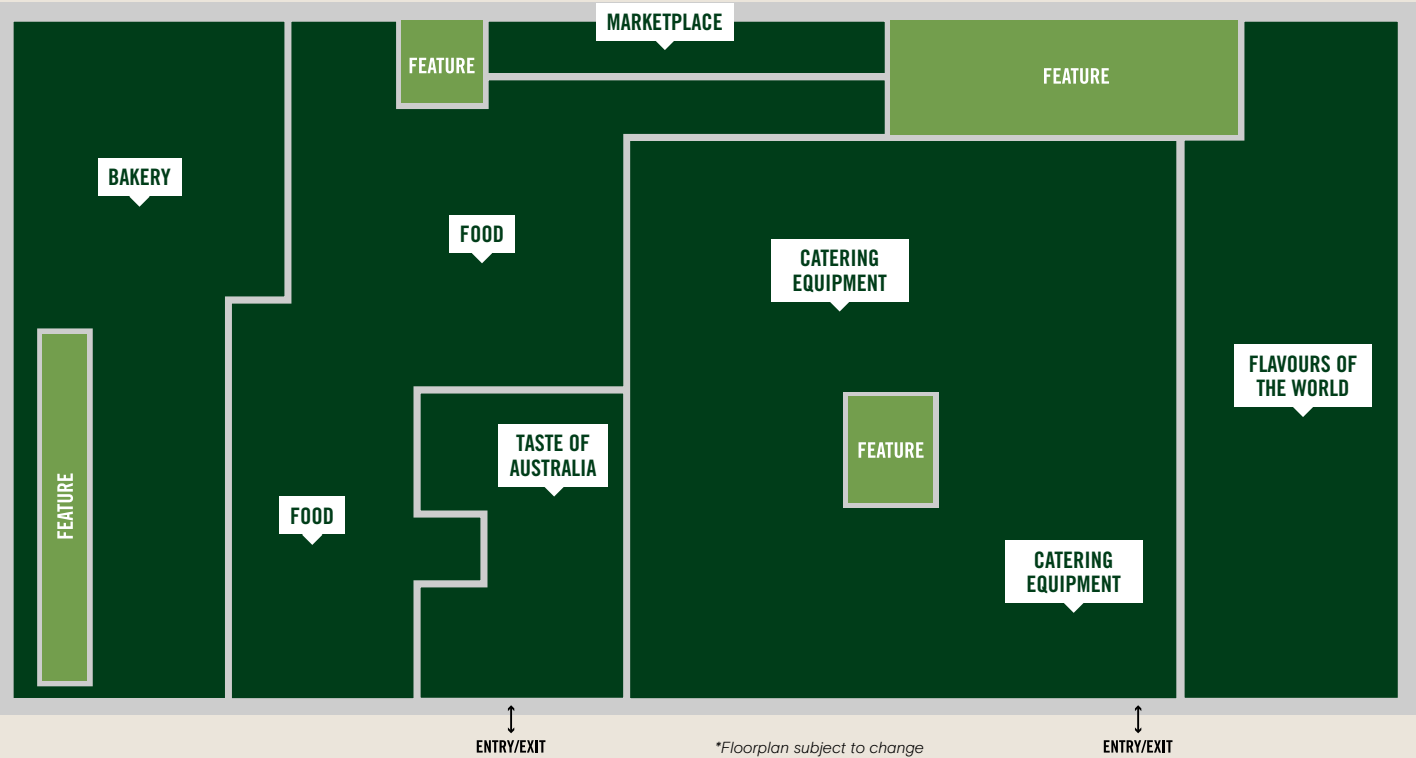 MARKETPLACE
FEATURE
FEATURE
BAKERY
FOOD
CATERING
EQUIPMENT
FLAVOURS OF
THE WORLD
TASTE OF
AUSTRALIA
FEATURE
FEATURE
FOOD
CATERING
EQUIPMENT
ENTRY/EXIT
*Floorplan subject to change
ENTRY/EXIT